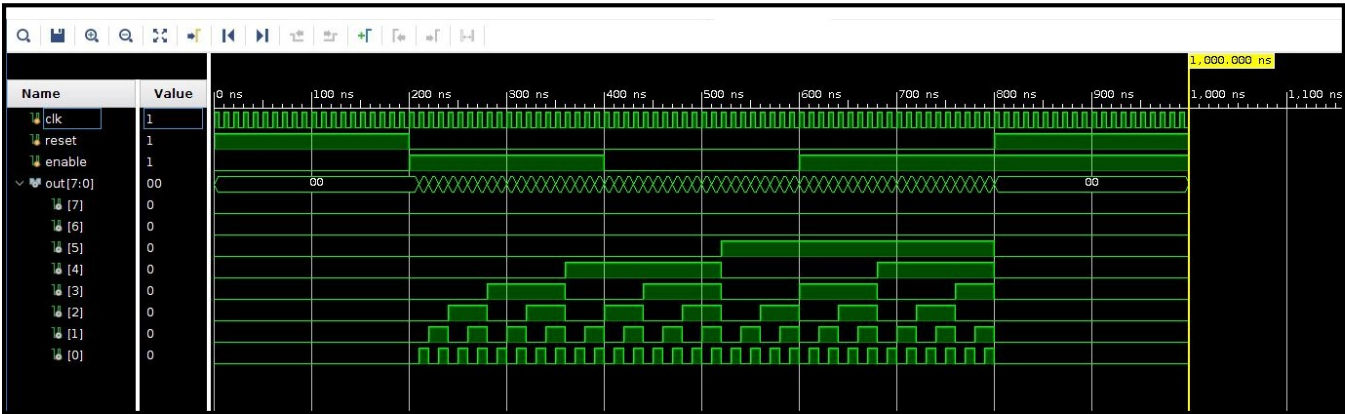 1,000.000 ns
Name Value 0 ns 100 ns 200 ns 300 ns 400 ns 500 ns 600 ns 700 ns 800 ns 900 ns 1,000 ns 1,100 ns
clk 1
reset 1
enable 1
out[7:0] 00 00 00
[7] 0
[6] 0
[5] 0
[4] 0
[3] 0
[2] 0
[1] 0
[0] 0